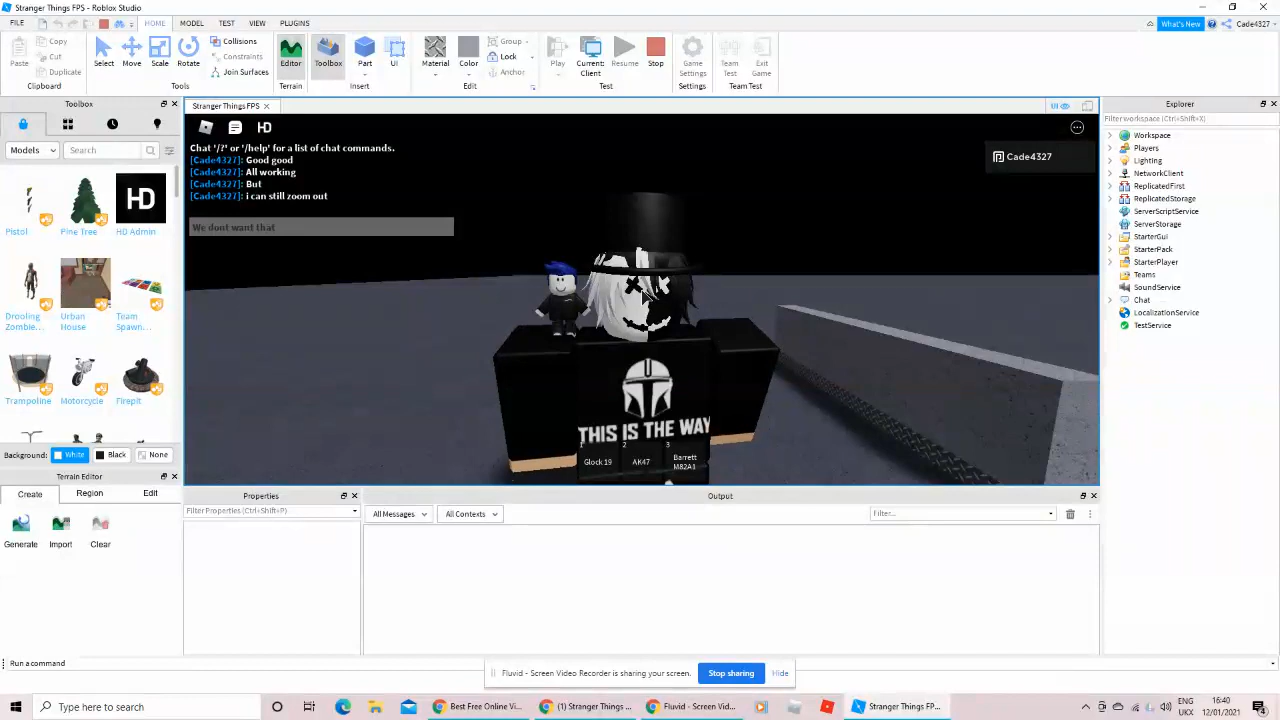 Stranger Things FPS - Roblox Studio
FILE HOME MODEL TEST VIEW PLUGINS What's New Cade4327
Paste Copy Cut Duplicate Select Move Scale Rotate Collisions Constraints Join Surfaces Editor Toolbox Part UI Material Color Group Lock Anchor Play Current: Client Resume Stop Game Settings Team Test Exit Game
Clipboard Tools Terrain Insert Edit Test Settings Team Test
Toolbox
Models Search
Pistol Pine Tree HD Admin
HD
Drooling Zombie... Urban House Team Spawn...
Trampoline Motorcycle Firepit
Background: White Black None
Terrain Editor
Create Region Edit
Generate Import Clear
Stranger Things FPS
UI
HD
Chat '/?' or '/help' for a list of chat commands.
[Cade4327]: Good good
[Cade4327]: All working
[Cade4327]: But
[Cade4327]: i can still zoom out
We dont want that
Cade4327
THIS IS THE WAY
1 Glock 19
2 AK47
3 Barrett M82A1
Explorer
Filter workspace (Ctrl+Shift+X)
Workspace
Players
Lighting
NetworkClient
ReplicatedFirst
ReplicatedStorage
ServerScriptService
ServerStorage
StarterGui
StarterPack
StarterPlayer
Teams
SoundService
Chat
LocalizationService
TestService
Properties
Filter Properties (Ctrl+Shift+P)
Output
All Messages All Contexts Filter...
Run a command
Fluvid - Screen Video Recorder is sharing your screen. Stop sharing Hide
Type here to search
Best Free Online Vi...
(1) Stranger Things ...
Fluvid - Screen Vid...
Stranger Things FP...
ENG
UKX
16:40
12/01/2021
4